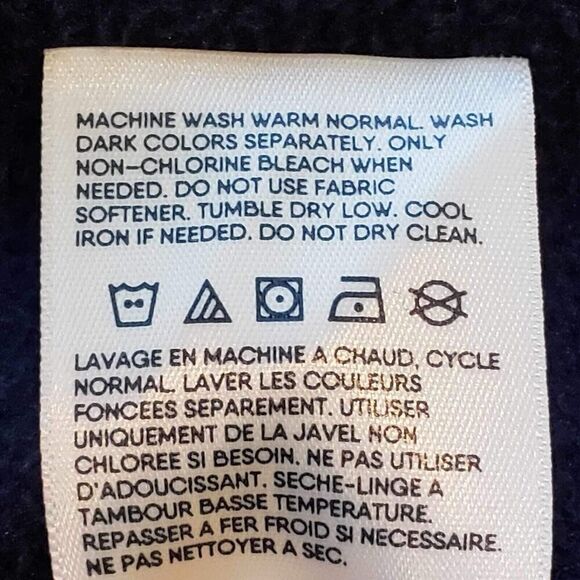 MACHINE WASH WARM NORMAL. WASH
DARK COLORS SEPARATELY. ONLY
NON-CHLORINE BLEACH WHEN
NEEDED. DO NOT USE FABRIC
SOFTENER. TUMBLE DRY LOW. COOL
IRON IF NEEDED. DO NOT DRY CLEAN.
LAVAGE EN MACHINE A CHAUD, CYCLE
NORMAL. LAVER LES COULEURS
FONCEES SEPAREMENT. UTILISER
UNIQUEMENT DE LA JAVEL NON
CHLOREE SI BESOIN. NE PAS UTILISER
D'ADOUCISSANT. SECHE-LINGE A
TAMBOUR BASSE TEMPERATURE.
REPASSER A FER FROID SI NECESSAIRE.
NE PAS NETTOYER A SEC.